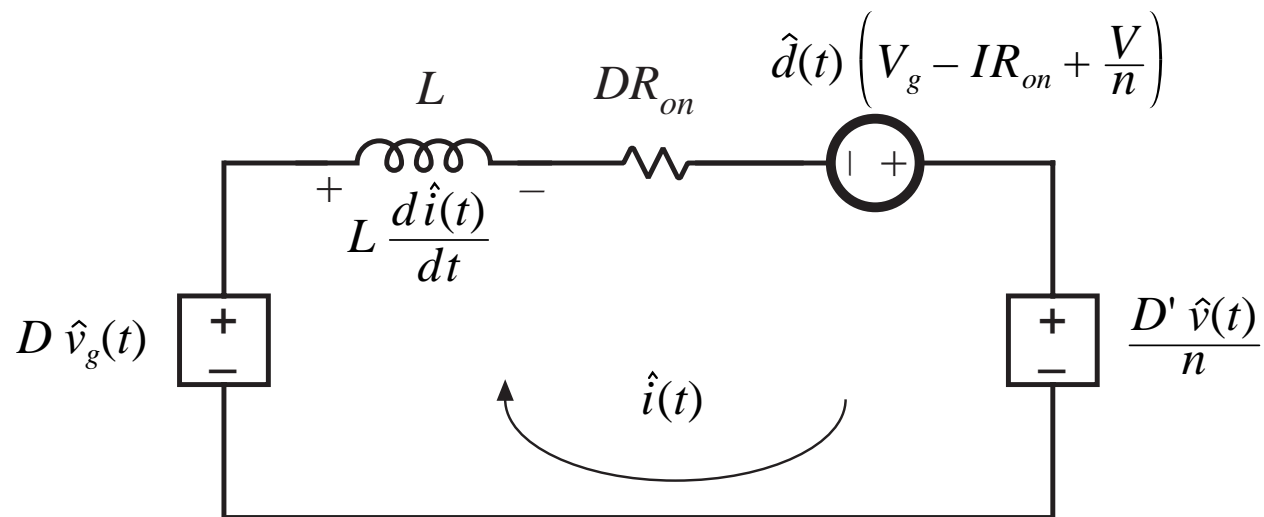 d̂(t) (V_g – IR_on + V/n)
L
DR_on
| +
+ –
L dî(t)/dt
D v̂_g(t)
+
–
+
–
D' v̂(t)/n
î(t)